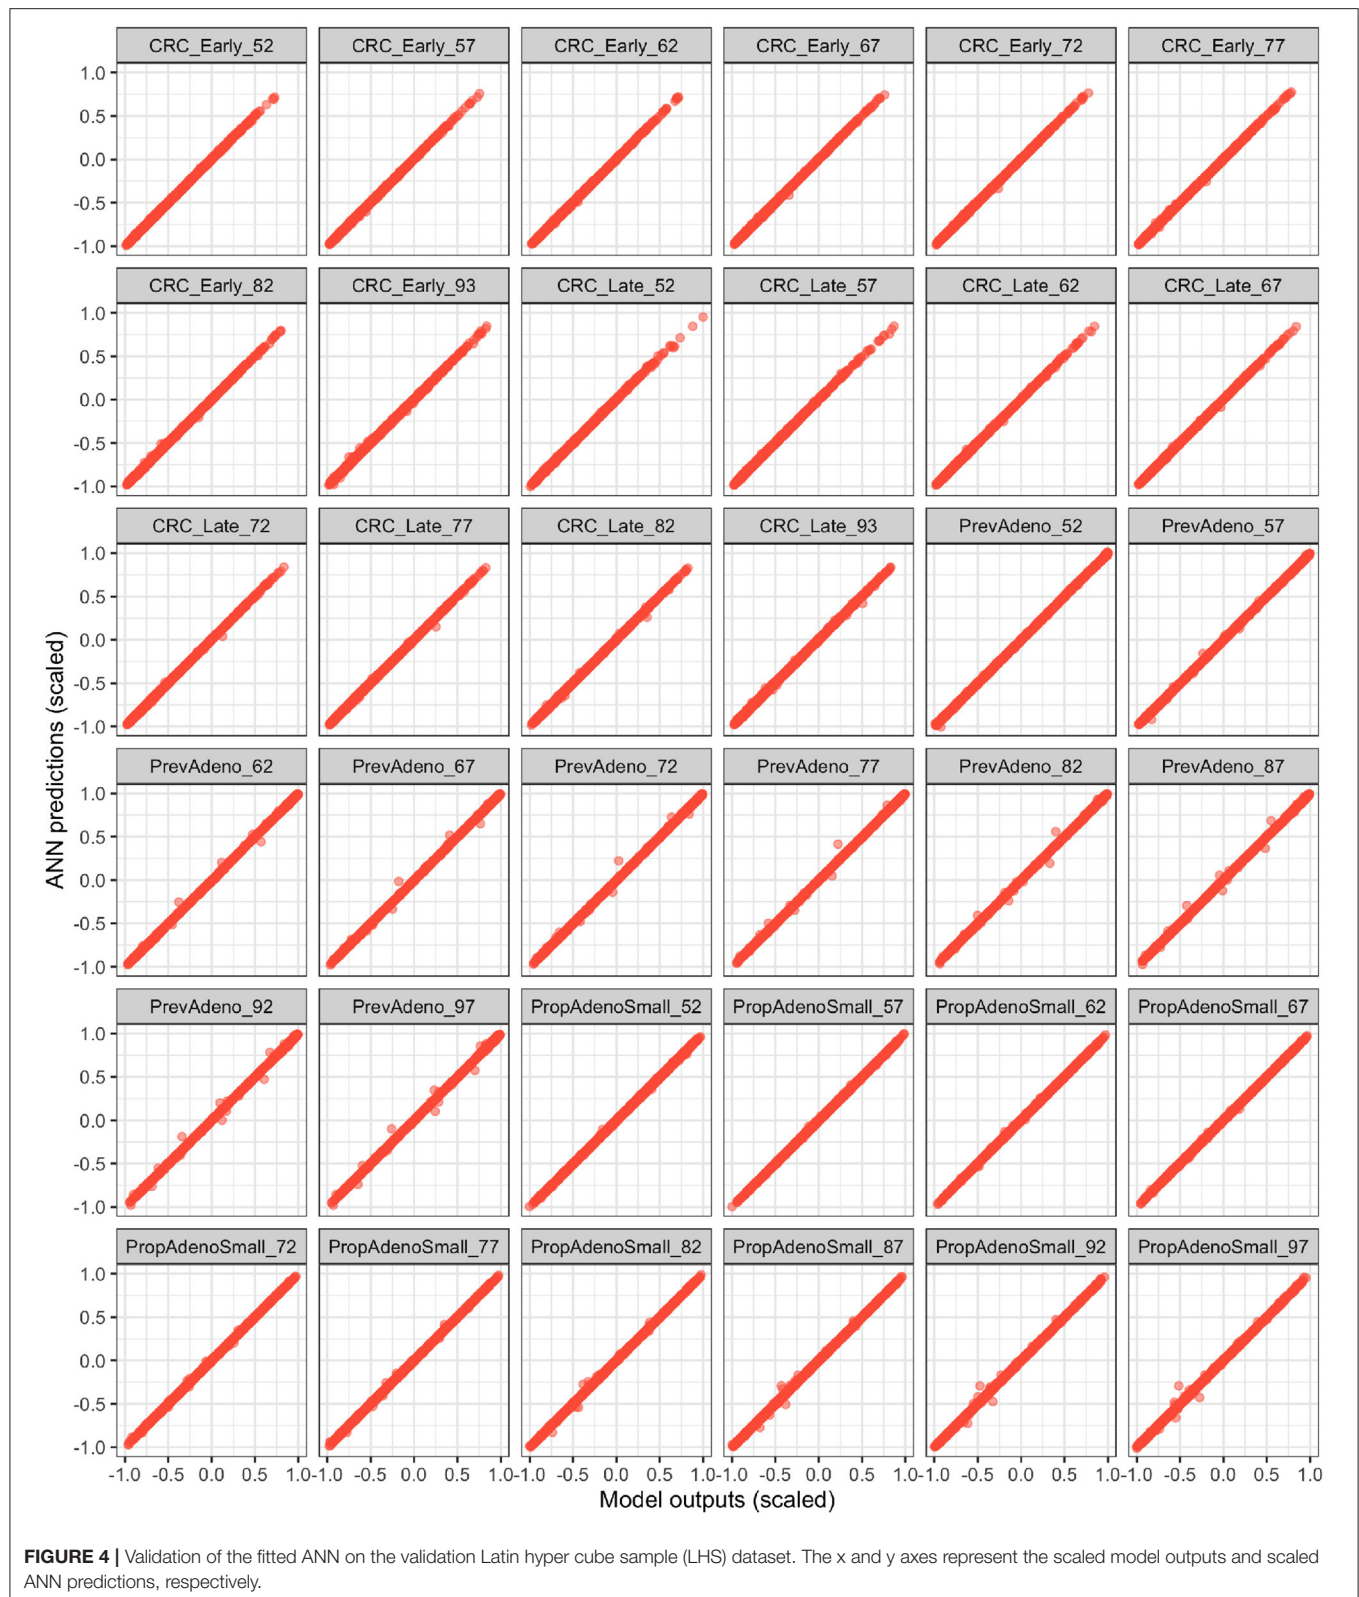 CRC_Early_52 CRC_Early_57 CRC_Early_62 CRC_Early_67 CRC_Early_72 CRC_Early_77
1.0
0.5
0.0
-0.5
-1.0
CRC_Early_82 CRC_Early_93 CRC_Late_52 CRC_Late_57 CRC_Late_62 CRC_Late_67
1.0
0.5
0.0
-0.5
-1.0
CRC_Late_72 CRC_Late_77 CRC_Late_82 CRC_Late_93 PrevAdeno_52 PrevAdeno_57
1.0
0.5
0.0
-0.5
-1.0
ANN predictions (scaled)
PrevAdeno_62 PrevAdeno_67 PrevAdeno_72 PrevAdeno_77 PrevAdeno_82 PrevAdeno_87
1.0
0.5
0.0
-0.5
-1.0
PrevAdeno_92 PrevAdeno_97 PropAdenoSmall_52 PropAdenoSmall_57 PropAdenoSmall_62 PropAdenoSmall_67
1.0
0.5
0.0
-0.5
-1.0
PropAdenoSmall_72 PropAdenoSmall_77 PropAdenoSmall_82 PropAdenoSmall_87 PropAdenoSmall_92 PropAdenoSmall_97
1.0
0.5
0.0
-0.5
-1.0
-1.0 -0.5 0.0 0.5 1.0 -1.0 -0.5 0.0 0.5 1.0 -1.0 -0.5 0.0 0.5 1.0 -1.0 -0.5 0.0 0.5 1.0 -1.0 -0.5 0.0 0.5 1.0 -1.0 -0.5 0.0 0.5 1.0
Model outputs (scaled)
FIGURE 4 | Validation of the fitted ANN on the validation Latin hyper cube sample (LHS) dataset. The x and y axes represent the scaled model outputs and scaled
ANN predictions, respectively.